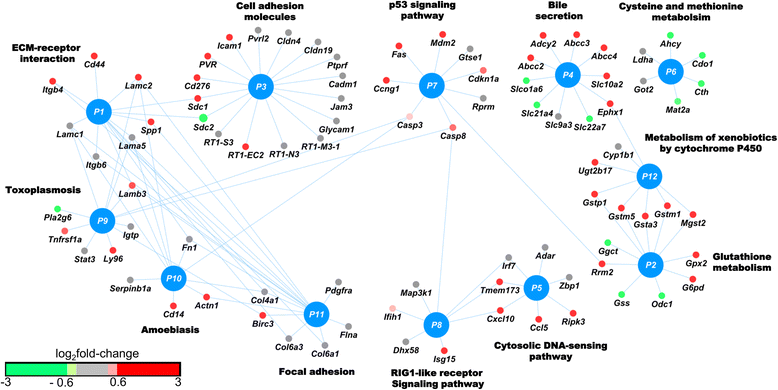 Cell adhesion
molecules
p53 signaling
pathway
Bile
secretion
Cysteine and methionine
metabolsim
ECM-receptor
interaction
Cd44
Itgb4
Lamc2
P1
Lamc1
Spp1
Lama5
Itgb6
Lamb3
PVR
Icam1
Pvrl2
Cldn4
Cldn19
Ptprf
Cadm1
Jam3
Glycam1
RT1-M3-1
RT1-N3
RT1-EC2
RT1-S3
Sdc2
Sdc1
Cd276
P3
Fas
Mdm2
Gtse1
Cdkn1a
Rprm
Ccng1
P7
Casp3
Casp8
Adcy2
Abcc3
Abcc4
Abcc2
Slc10a2
Slco1a6
Ephx1
Slc21a4
Slc9a3
Slc22a7
P4
Ahcy
Ldha
Cdo1
Got2
Cth
Mat2a
P6
Metabolism of xenobiotics
by cytochrome P450
Cyp1b1
Ugt2b17
P12
Gstp1
Gstm5
Gsta3
Gstm1
Mgst2
Ggct
P2
Rrm2
Gpx2
G6pd
Gss
Odc1
Glutathione
metabolism
Toxoplasmosis
Pla2g6
P9
Tnfrsf1a
Igtp
Stat3
Ly96
Fn1
P10
Serpinb1a
Cd14
Actn1
Amoebiasis
Col4a1
Birc3
Pdgfra
P11
Flna
Col6a3
Col6a1
Focal adhesion
Map3k1
Ifih1
P8
Dhx58
Isg15
RIG1-like receptor
Signaling pathway
Irf7
Adar
Tmem173
P5
Zbp1
Cxcl10
Ccl5
Ripk3
Cytosolic DNA-sensing
pathway
log2fold-change
-3 -0.6 0.6 3